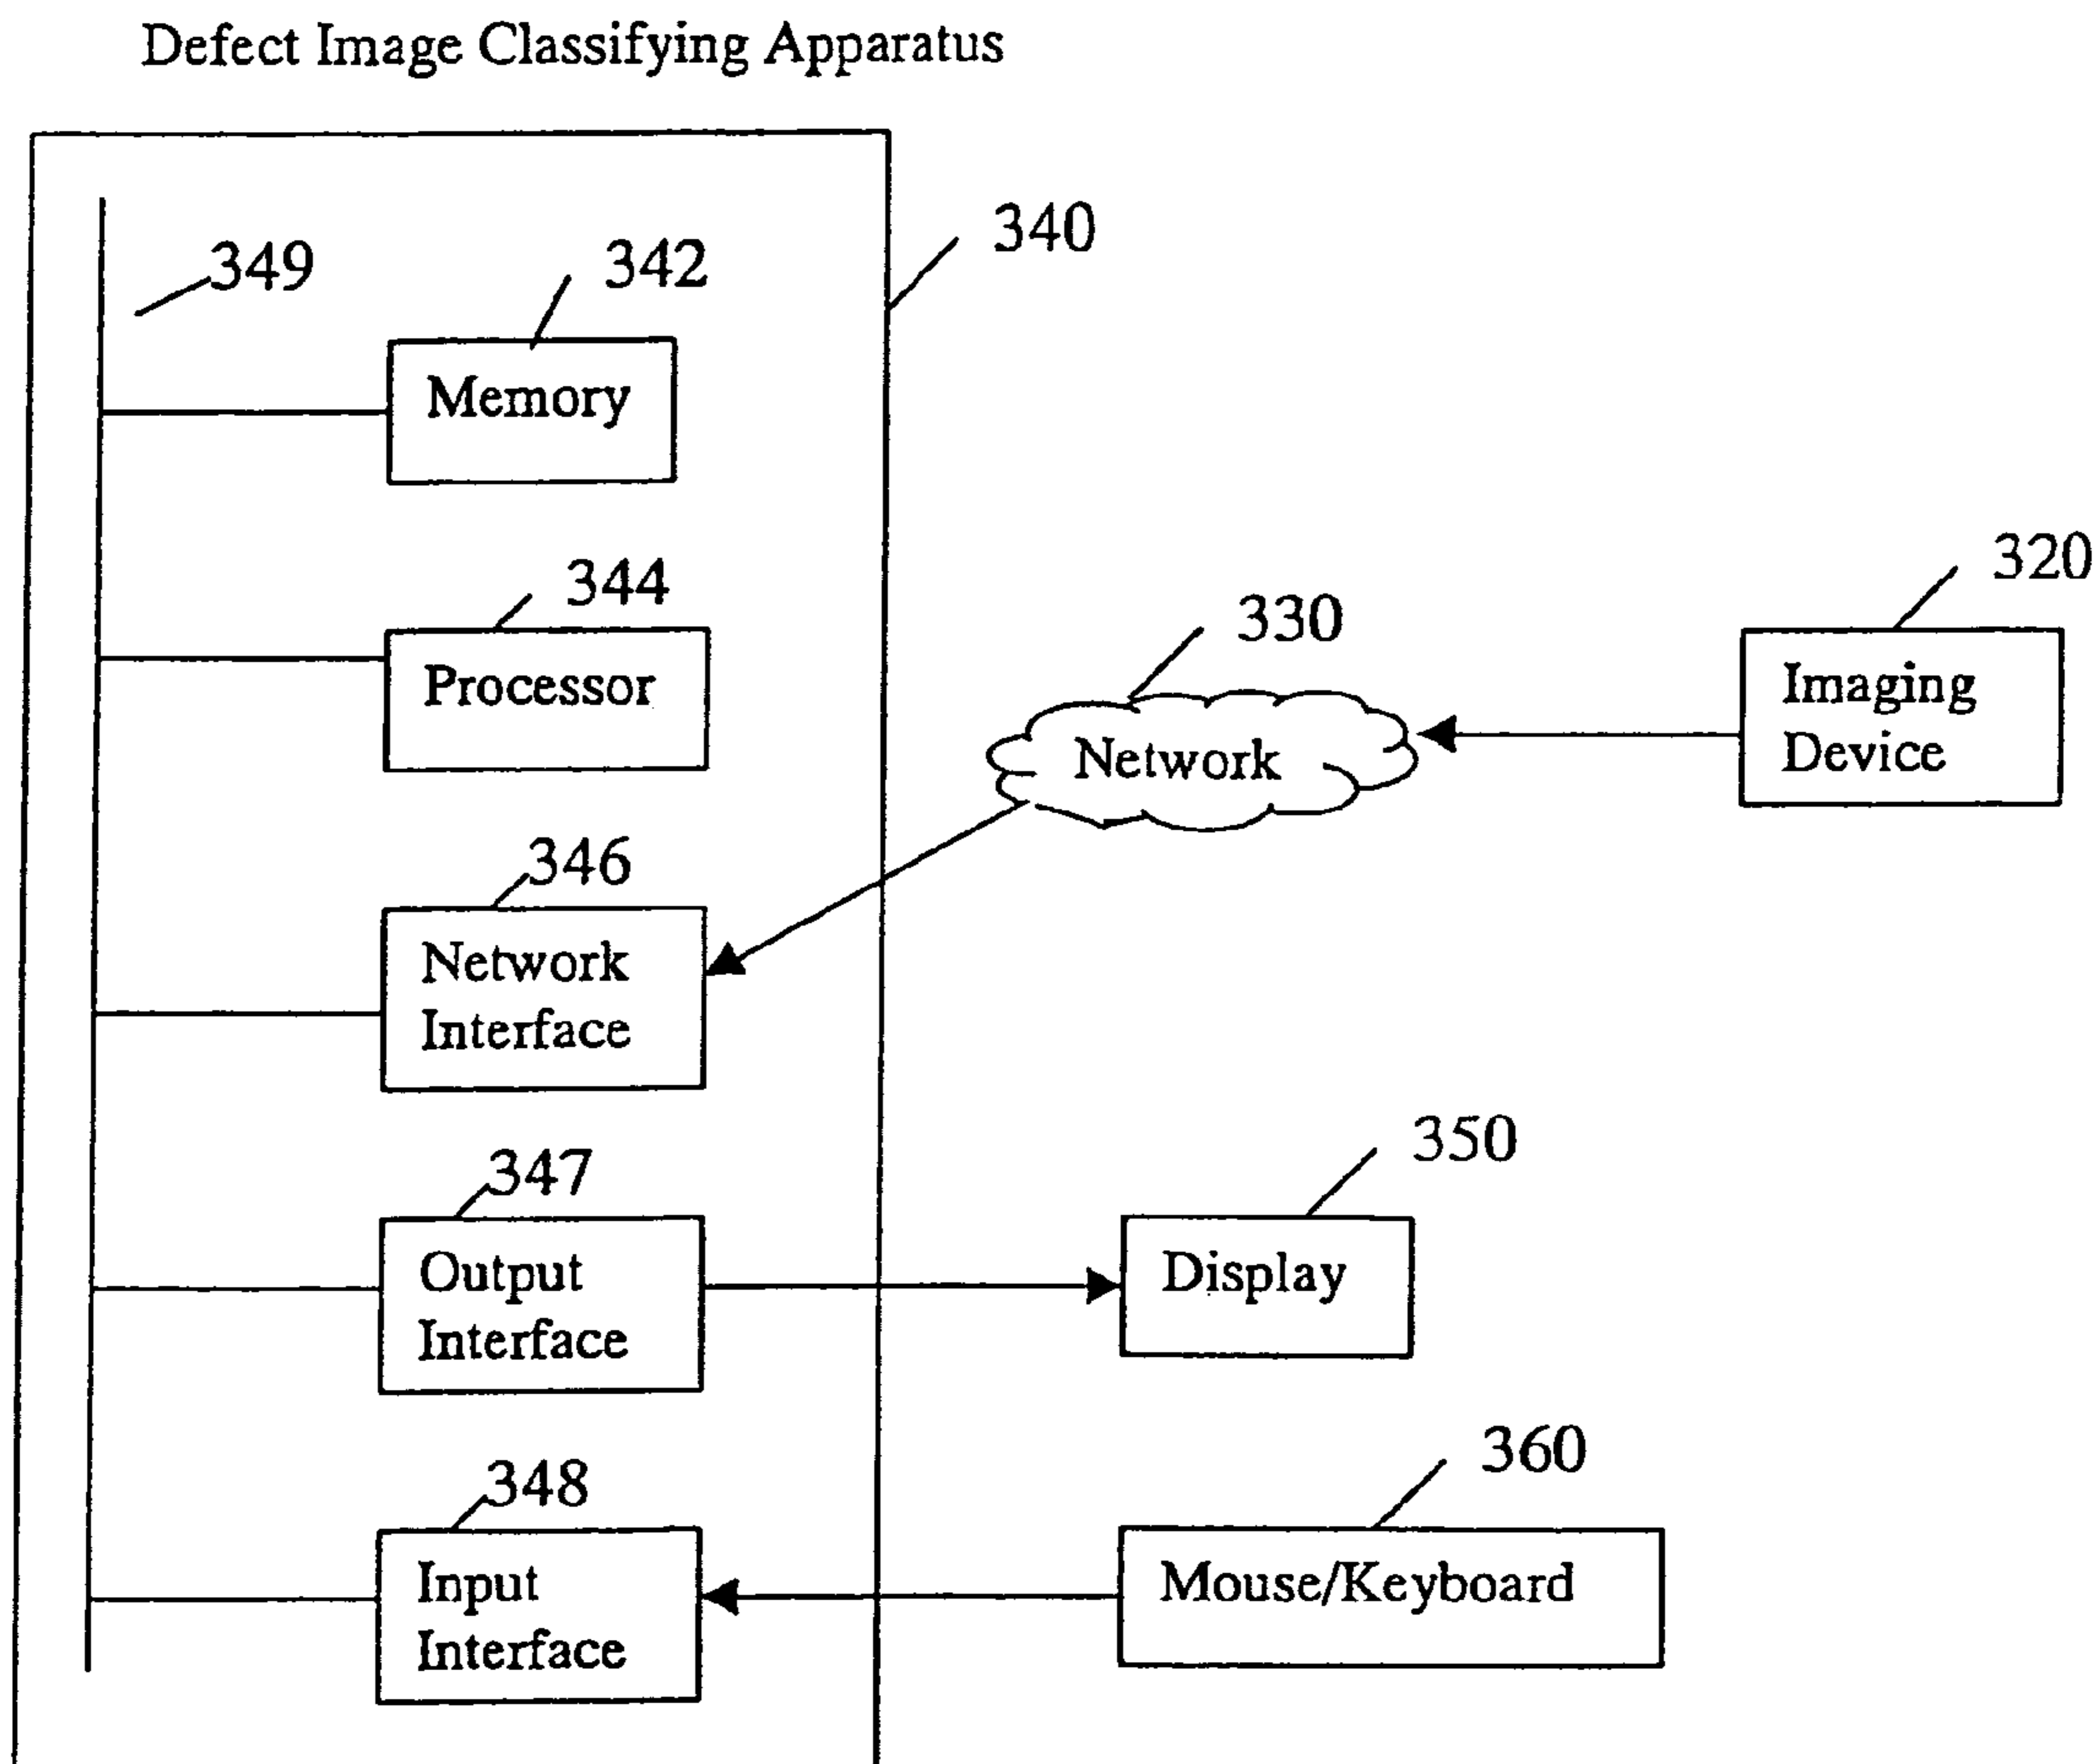 Defect Image Classifying Apparatus
340
349
342
Memory
344
Processor
320
Imaging
Device
330
Network
346
Network
Interface
347
Output
Interface
350
Display
348
Input
Interface
360
Mouse/Keyboard